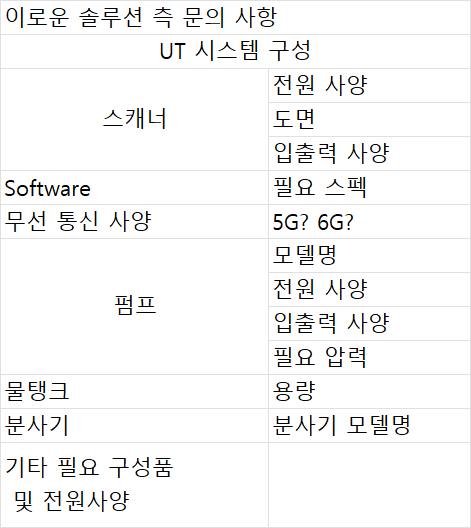 이로운 솔루션 측 문의 사항
UT 시스템 구성
스캐너
전원 사양
도면
입출력 사양
Software
필요 스펙
무선 통신 사양
5G? 6G?
펌프
모델명
전원 사양
입출력 사양
필요 압력
물탱크
용량
분사기
분사기 모델명
기타 필요 구성품
및 전원사양